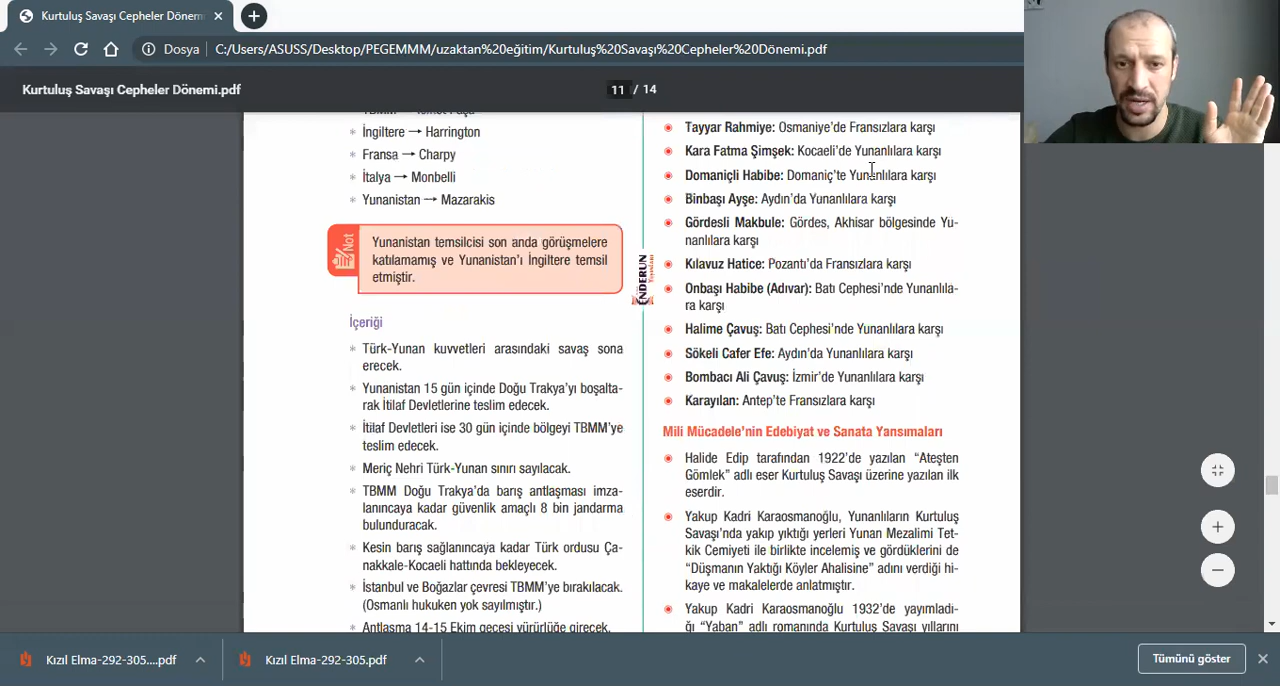 Kurtuluş Savaşı Cepheler Dönem
Dosya
C:/Users/ASUSS/Desktop/PEGEMMM/uzaktan%20eğitim/Kurtuluş%20Savaşı%20Cepheler%20Dönemi.pdf
Kurtuluş Savaşı Cepheler Dönemi.pdf
11 / 14
* İngiltere → Harrington
* Fransa → Charpy
* İtalya → Monbelli
* Yunanistan → Mazarakis
Not
Yunanistan temsilcisi son anda görüşmelere
katılamamış ve Yunanistan’ı İngiltere temsil
etmiştir.
İçeriği
* Türk-Yunan kuvvetleri arasındaki savaş sona
erecek.
* Yunanistan 15 gün içinde Doğu Trakya’yı boşalta-
rak İtilaf Devletlerine teslim edecek.
* İtilaf Devletleri ise 30 gün içinde bölgeyi TBMM’ye
teslim edecek.
* Meriç Nehri Türk-Yunan sınırı sayılacak.
* TBMM Doğu Trakya’da barış antlaşması imza-
lanıncaya kadar güvenlik amaçlı 8 bin jandarma
bulunduracak.
* Kesin barış sağlanıncaya kadar Türk ordusu Ça-
nakkale-Kocaeli hattında bekleyecek.
* İstanbul ve Boğazlar çevresi TBMM’ye bırakılacak.
(Osmanlı hukuken yok sayılmıştır.)
* Antlaşma 14-15 Ekim gecesi yürürlüğe girecek.
ENDERUN
Yayınları
Tayyar Rahmiye: Osmaniye’de Fransızlara karşı
Kara Fatma Şimşek: Kocaeli’de Yunanlılara karşı
Domaniçli Habibe: Domaniç’te Yunanlılara karşı
Binbaşı Ayşe: Aydın’da Yunanlılara karşı
Gördesli Makbule: Gördes, Akhisar bölgesinde Yu-
nanlılara karşı
Kılavuz Hatice: Pozantı’da Fransızlara karşı
Onbaşı Habibe (Adıvar): Batı Cephesi’nde Yunanlıla-
ra karşı
Halime Çavuş: Batı Cephesi’nde Yunanlılara karşı
Sökeli Cafer Efe: Aydın’da Yunanlılara karşı
Bombacı Ali Çavuş: İzmir’de Yunanlılara karşı
Karayılan: Antep’te Fransızlara karşı
Mili Mücadele’nin Edebiyat ve Sanata Yansımaları
Halide Edip tarafından 1922’de yazılan “Ateşten
Gömlek” adlı eser Kurtuluş Savaşı üzerine yazılan ilk
eserdir.
Yakup Kadri Karaosmanoğlu, Yunanlıların Kurtuluş
Savaşı’nda yakıp yıktığı yerleri Yunan Mezalimi Tet-
kik Cemiyeti ile birlikte incelemiş ve gördüklerini de
“Düşmanın Yaktığı Köyler Ahalisine” adını verdiği hi-
kaye ve makalelerde anlatmıştır.
Yakup Kadri Karaosmanoğlu 1932’de yayımladı-
ğı “Yaban” adlı romanında Kurtuluş Savaşı yıllarını
Kızıl Elma-292-305....pdf
Kızıl Elma-292-305.pdf
Tümünü göster